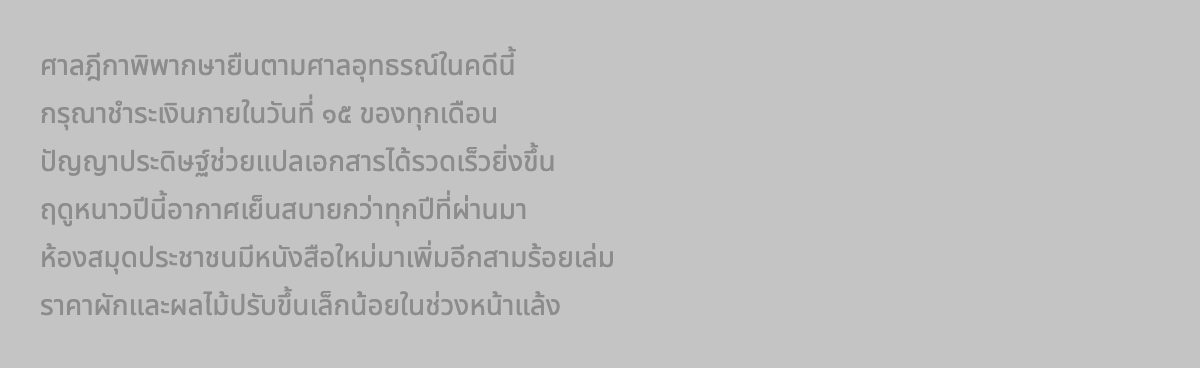 ศาลฎีกาพิพากษายืนตามศาลอุทธรณ์ในคดีนี้
กรุณาชำระเงินภายในวันที่ ๑๕ ของทุกเดือน
ปัญญาประดิษฐ์ช่วยแปลเอกสารได้รวดเร็วยิ่งขึ้น
ฤดูหนาวปีนี้อากาศเย็นสบายกว่าทุกปีที่ผ่านมา
ห้องสมุดประชาชนมีหนังสือใหม่มาเพิ่มอีกสามร้อยเล่ม
ราคาผักและผลไม้ปรับขึ้นเล็กน้อยในช่วงหน้าแล้ง